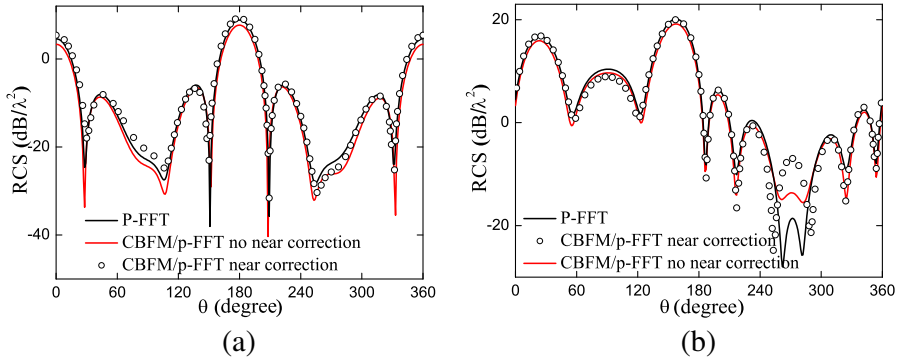 RCS (dB/λ²)
0
-20
-40
P-FFT
CBFM/p-FFT no near correction
CBFM/p-FFT near correction
0 60 120 180 240 300 360
θ (degree)
(a)
RCS (dB/λ²)
20
0
-20
P-FFT
CBFM/p-FFT near correction
CBFM/p-FFT no near correction
0 60 120 180 240 300 360
θ (degree)
(b)